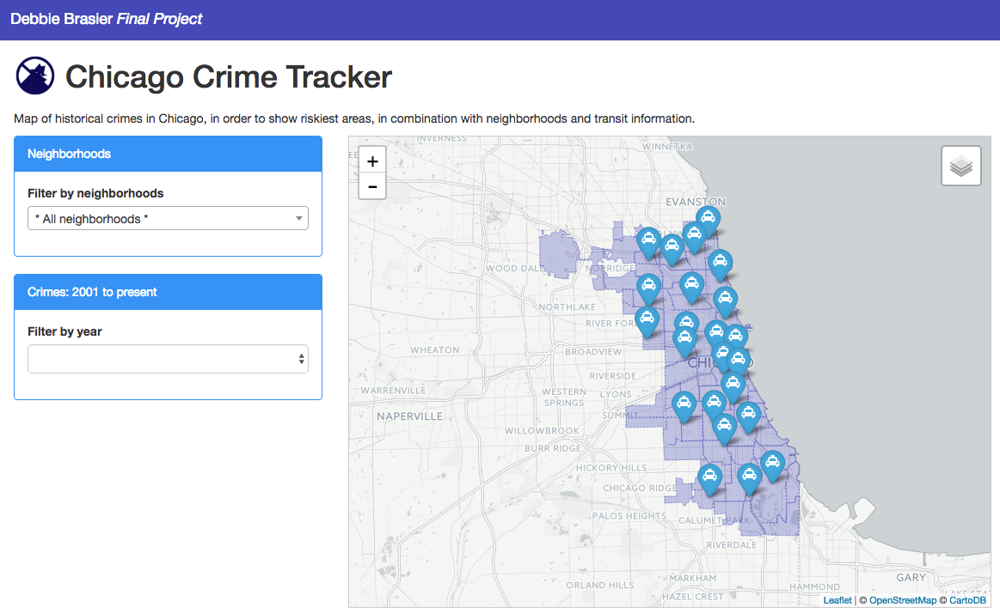 Debbie Brasier Final Project
Chicago Crime Tracker
Map of historical crimes in Chicago, in order to show riskiest areas, in combination with neighborhoods and transit information.
Neighborhoods
Filter by neighborhoods
* All neighborhoods *
Crimes: 2001 to present
Filter by year
+
−
INVERNESS
WINNETKA
EVANSTON
WOOD DALE
NORRIDGE
NORTHLAKE
RIVER FOR
WHEATON
BROADVIEW
CHIC
O
RIVERSIDE
WARRENVILLE
WESTERN
SPRINGS
LYONS
NAPERVILLE
SUMMIT
WILLOWBROOK
BURR RIDGE
HICKORY HILLS
CHICAGO RIDGE
PALOS HEIGHTS
CALUMET PARK
RIVERDALE
ORLAND HILLS
MARKHAM
HAZEL CREST
HAMMOND
GARY
LAKE STAT
Leaflet | © OpenStreetMap © CartoDB